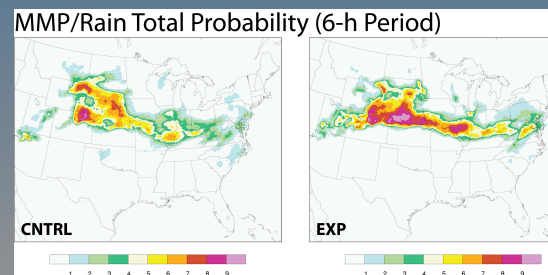 MMP/Rain Total Probability (6-h Period)
CNTRL
EXP
.1 .2 .3 .4 .5 .6 .7 .8 .9
.1 .2 .3 .4 .5 .6 .7 .8 .9